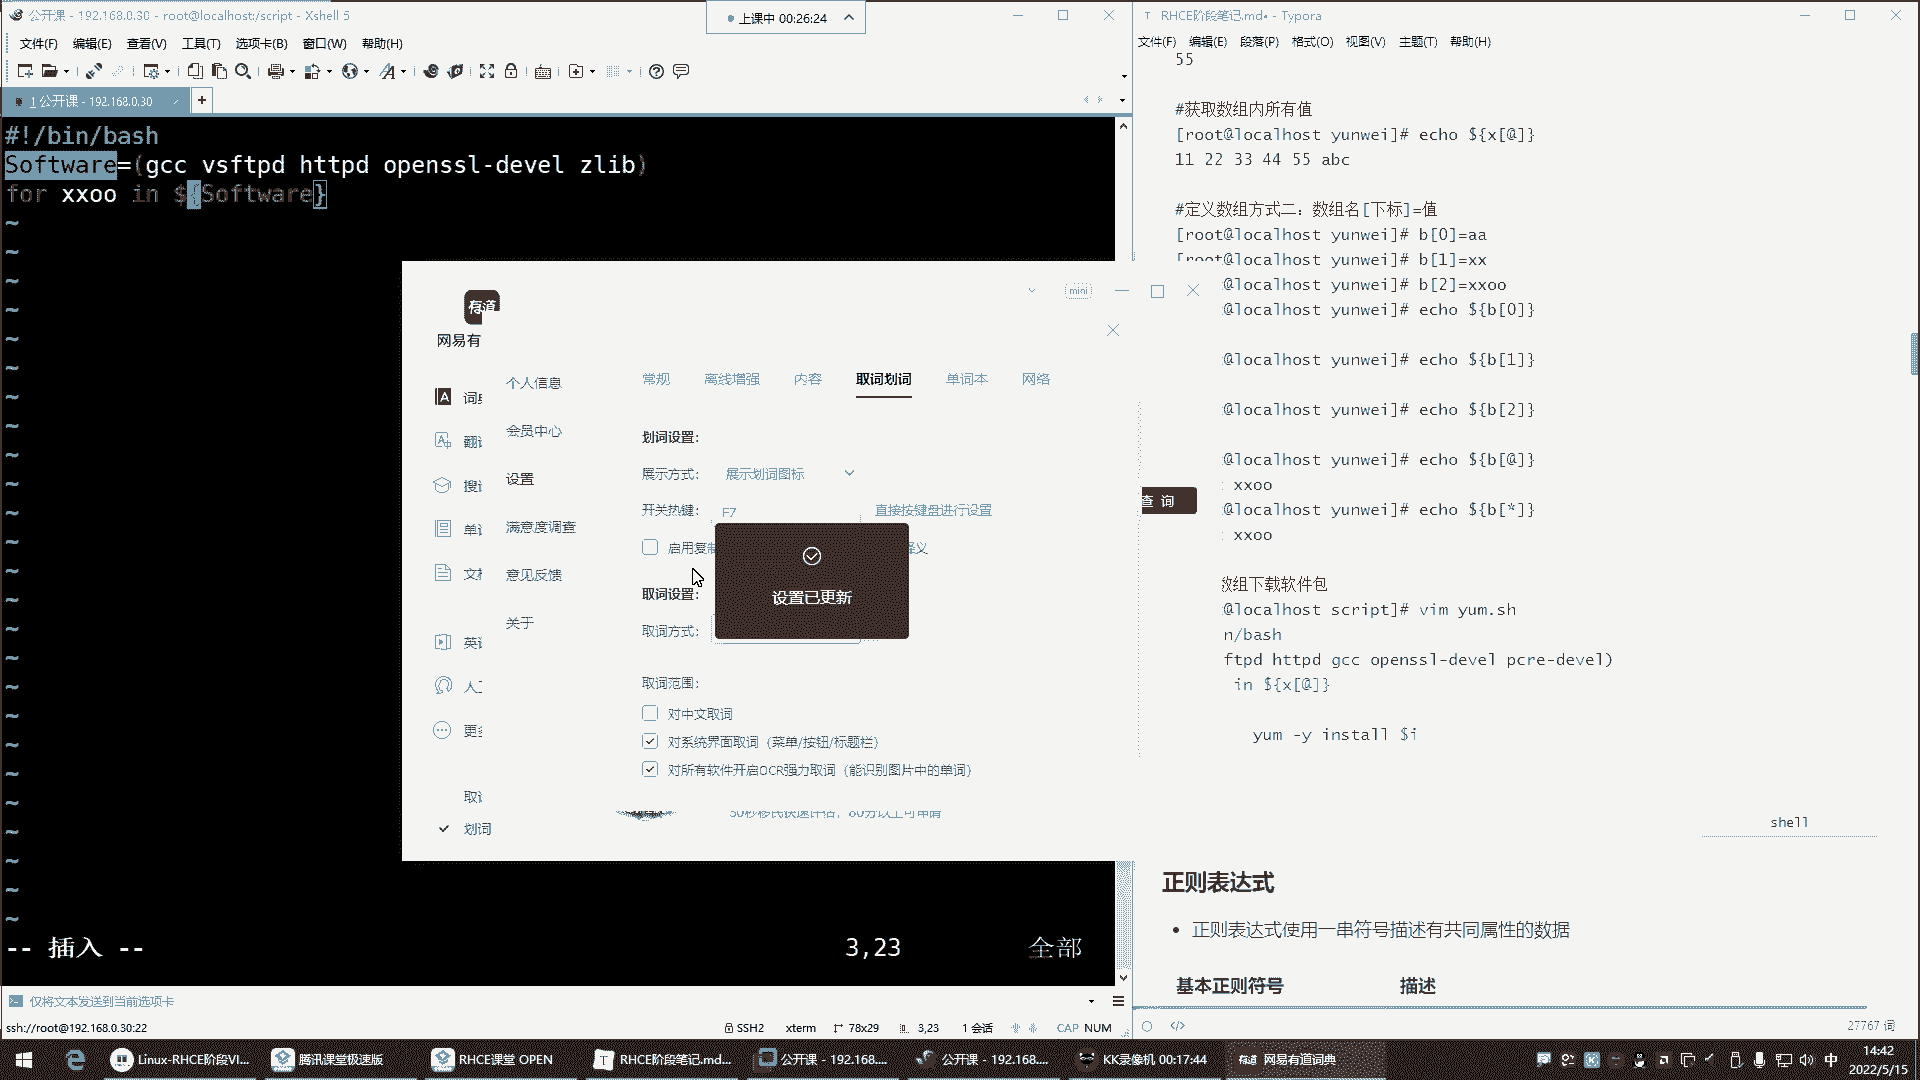 公开课 - 192.168.0.30 - root@localhost:/script - Xshell 5
上课中 00:26:24
文件(F) 编辑(E) 查看(V) 工具(T) 选项卡(B) 窗口(W) 帮助(H)
1 公开课 - 192.168.0.30
#!/bin/bash
Software=(gcc vsftpd httpd openssl-devel zlib)
for xxoo in ${Software}
-- 插入 --
3,23
全部
仅将文本发送到当前选项卡
ssh://root@192.168.0.30:22
SSH2 xterm 78x29 3,23 1 会话 CAP NUM
RHCE阶段笔记.md• - Typora
文件(F) 编辑(E) 段落(P) 格式(O) 视图(V) 主题(T) 帮助(H)
55
#获取数组内所有值
[root@localhost yunwei]# echo ${x[@]}
11 22 33 44 55 abc
#定义数组方式二：数组名[下标]=值
[root@localhost yunwei]# b[0]=aa
[root@localhost yunwei]# b[1]=xx
@localhost yunwei]# b[2]=xxoo
@localhost yunwei]# echo ${b[0]}
@localhost yunwei]# echo ${b[1]}
@localhost yunwei]# echo ${b[2]}
@localhost yunwei]# echo ${b[@]}
xxoo
@localhost yunwei]# echo ${b[*]}
xxoo
数组下载软件包
@localhost script]# vim yum.sh
n/bash
ftpd httpd gcc openssl-devel pcre-devel)
in ${x[@]}
yum -y install $i
shell
正则表达式
正则表达式使用一串符号描述有共同属性的数据
基本正则符号 描述
27767 词
有道
网易有
mini
个人信息
会员中心
设置
满意度调查
意见反馈
关于
划词
常规 离线增强 内容 取词划词 单词本 网络
划词设置：
展示方式： 展示划词图标
开关热键： F7 直接按键盘进行设置
启用复制
释义
设置已更新
取词设置：
取词方式：
取词范围：
对中文取词
对系统界面取词（菜单/按钮/标题栏）
对所有软件开启OCR强力取词（能识别图片中的单词）
查 询
Linux-RHCE阶段VI...
腾讯课堂极速版
RHCE课堂 OPEN
RHCE阶段笔记.md...
公开课 - 192.168....
公开课 - 192.168....
KK录像机 00:17:44
网易有道词典
中
14:42
2022/5/15